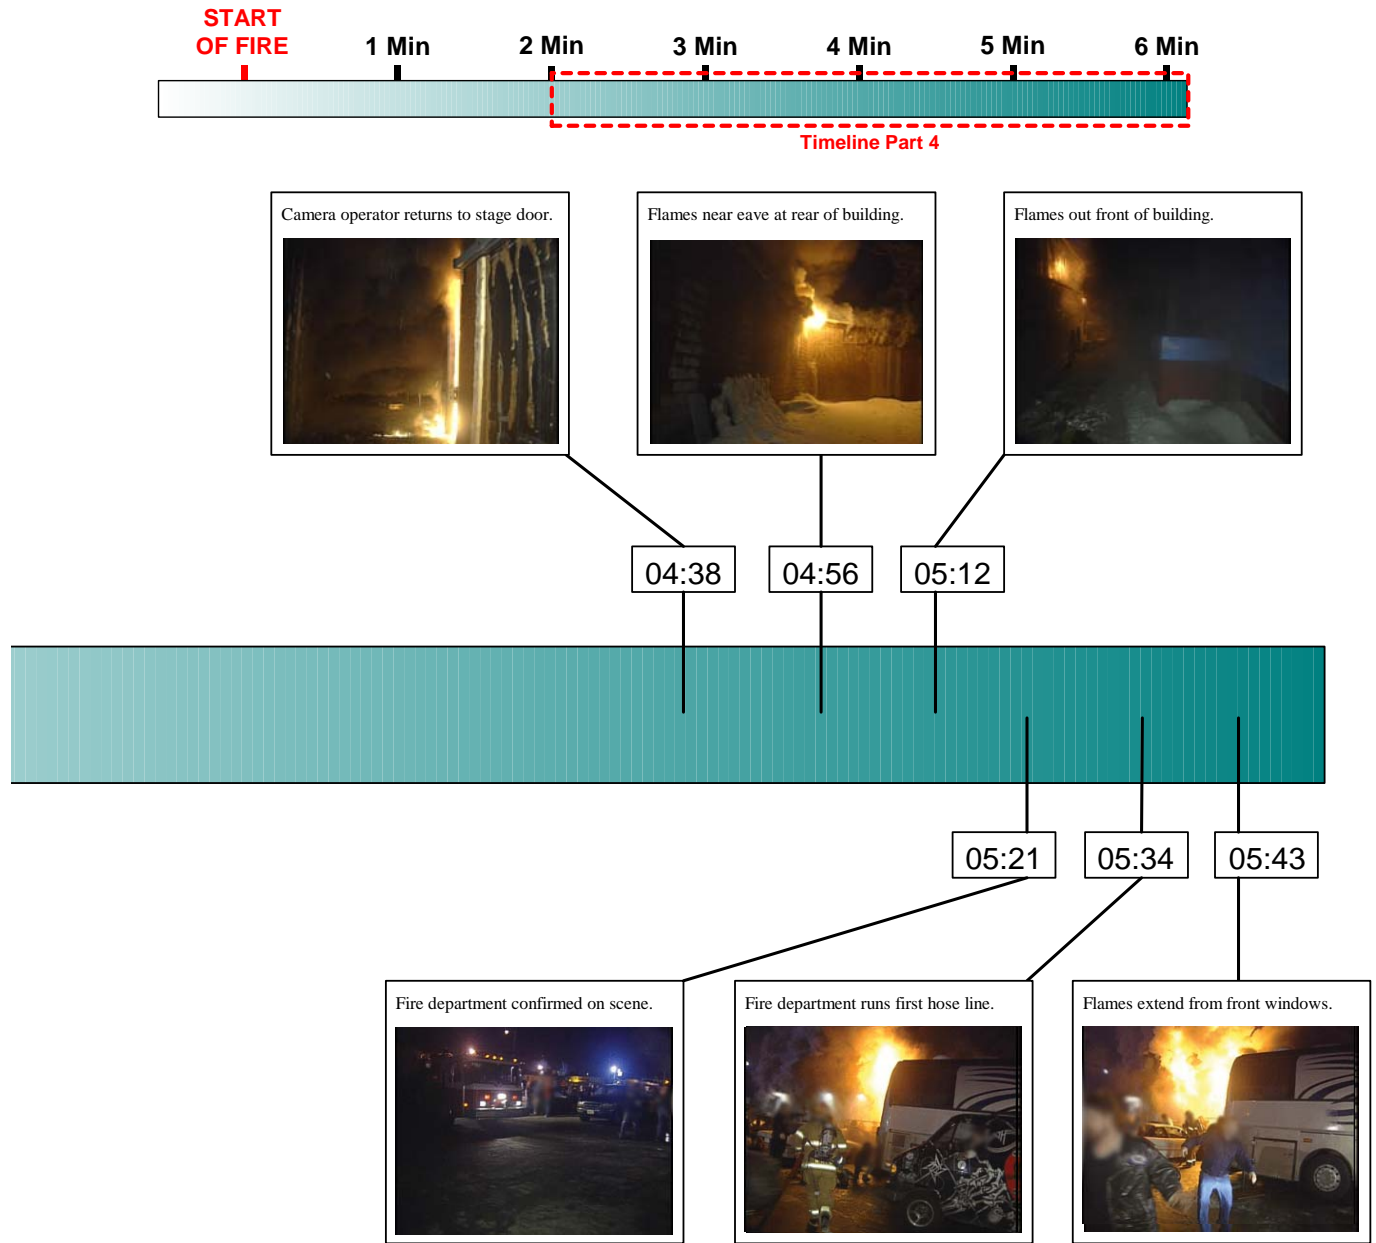 START
OF FIRE
1 Min
2 Min
3 Min
4 Min
5 Min
6 Min
Timeline Part 4
Camera operator returns to stage door.
Flames near eave at rear of building.
Flames out front of building.
04:38
04:56
05:12
05:21
05:34
05:43
Fire department confirmed on scene.
Fire department runs first hose line.
Flames extend from front windows.